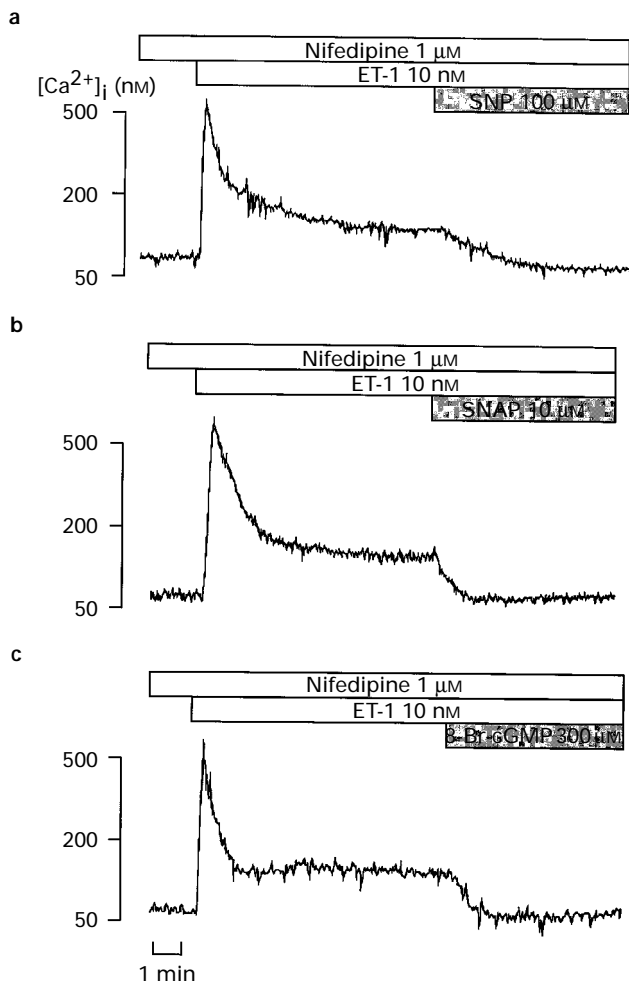 a
Nifedipine 1 µM
ET-1 10 nM
SNP 100 µM
[Ca2+]i (nM)
500
200
50
b
Nifedipine 1 µM
ET-1 10 nM
SNAP 10 µM
500
200
50
c
Nifedipine 1 µM
ET-1 10 nM
8-Br-cGMP 300 µM
500
200
50
1 min